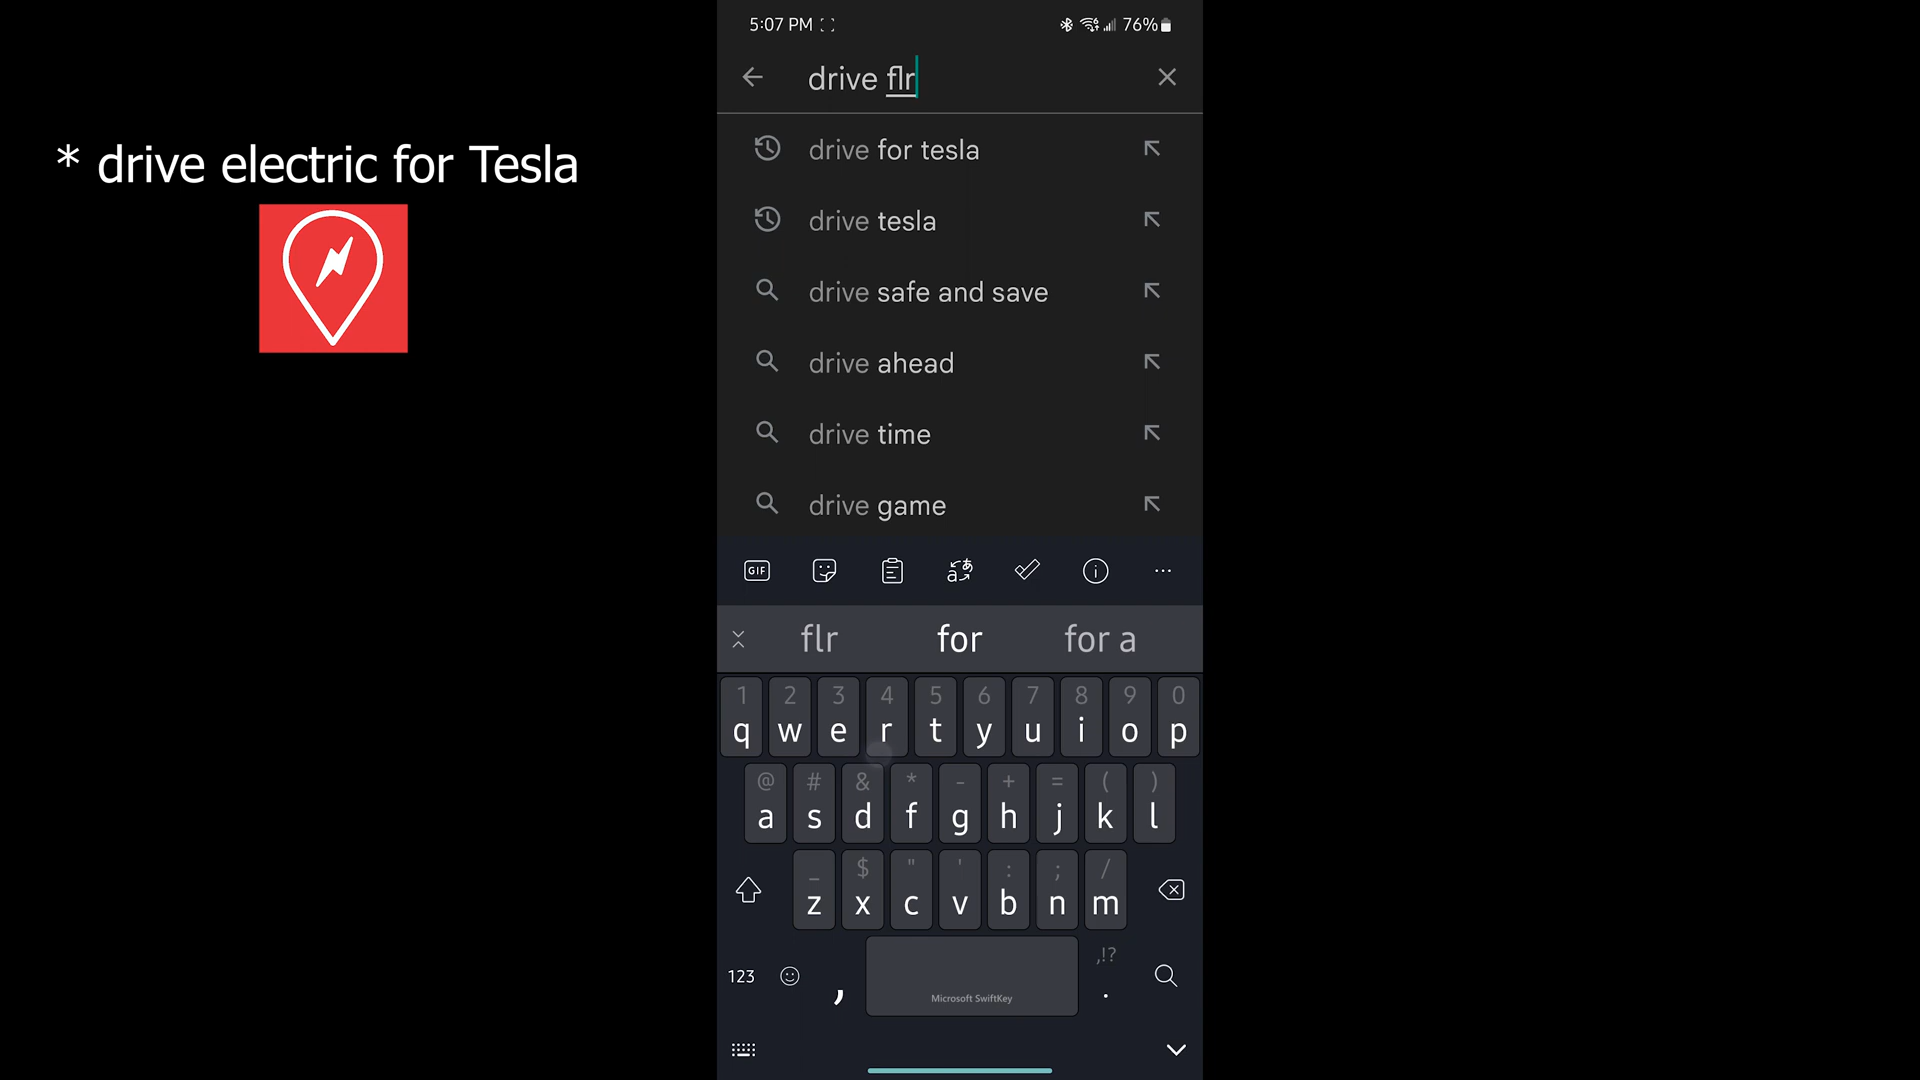 * drive electric for Tesla
5:07 PM 76%
drive flr
drive for tesla
drive tesla
drive safe and save
drive ahead
drive time
drive game
GIF
flr for for a
1 2 3 4 5 6 7 8 9 0
q w e r t y u i o p
@ # & * - + = ( )
a s d f g h j k l
_ $ " ' : ; /
z x c v b n m
123 , ,!? .
Microsoft SwiftKey